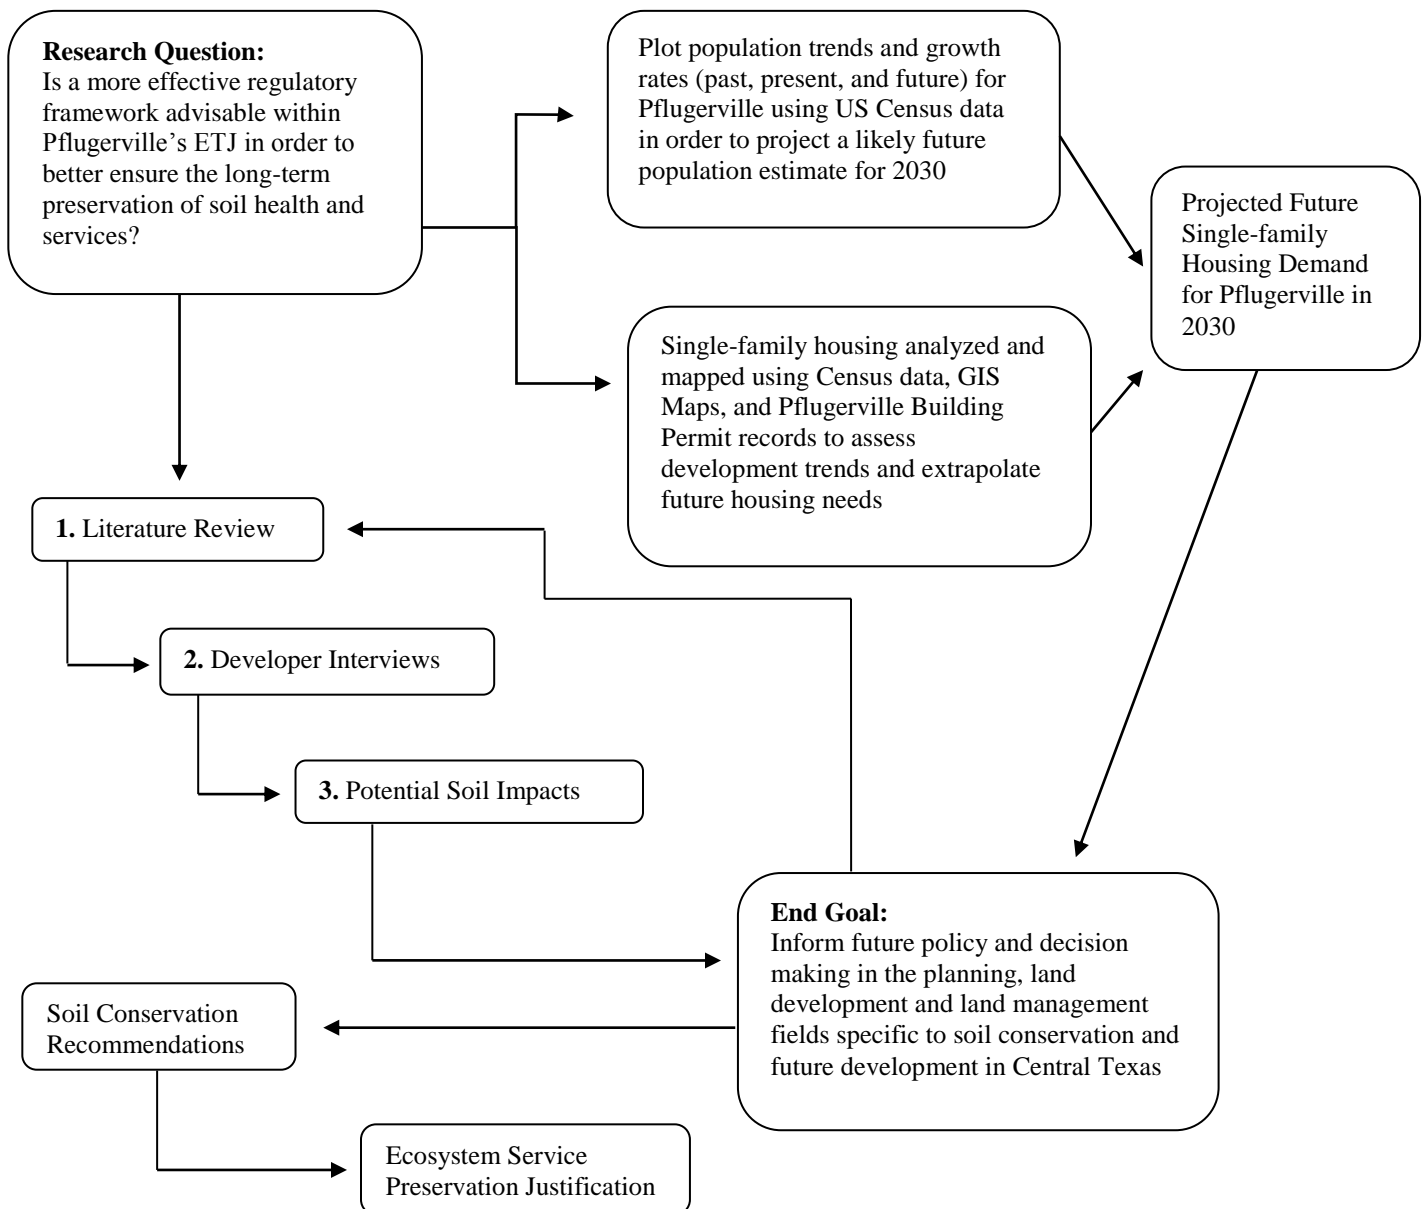 Research Question:
Is a more effective regulatory
framework advisable within
Pflugerville’s ETJ in order to
better ensure the long-term
preservation of soil health and
services?
Plot population trends and growth
rates (past, present, and future) for
Pflugerville using US Census data
in order to project a likely future
population estimate for 2030
Projected Future
Single-family
Housing Demand
for Pflugerville in
2030
Single-family housing analyzed and
mapped using Census data, GIS
Maps, and Pflugerville Building
Permit records to assess
development trends and extrapolate
future housing needs
1. Literature Review
2. Developer Interviews
3. Potential Soil Impacts
End Goal:
Inform future policy and decision
making in the planning, land
development and land management
fields specific to soil conservation and
future development in Central Texas
Soil Conservation
Recommendations
Ecosystem Service
Preservation Justification